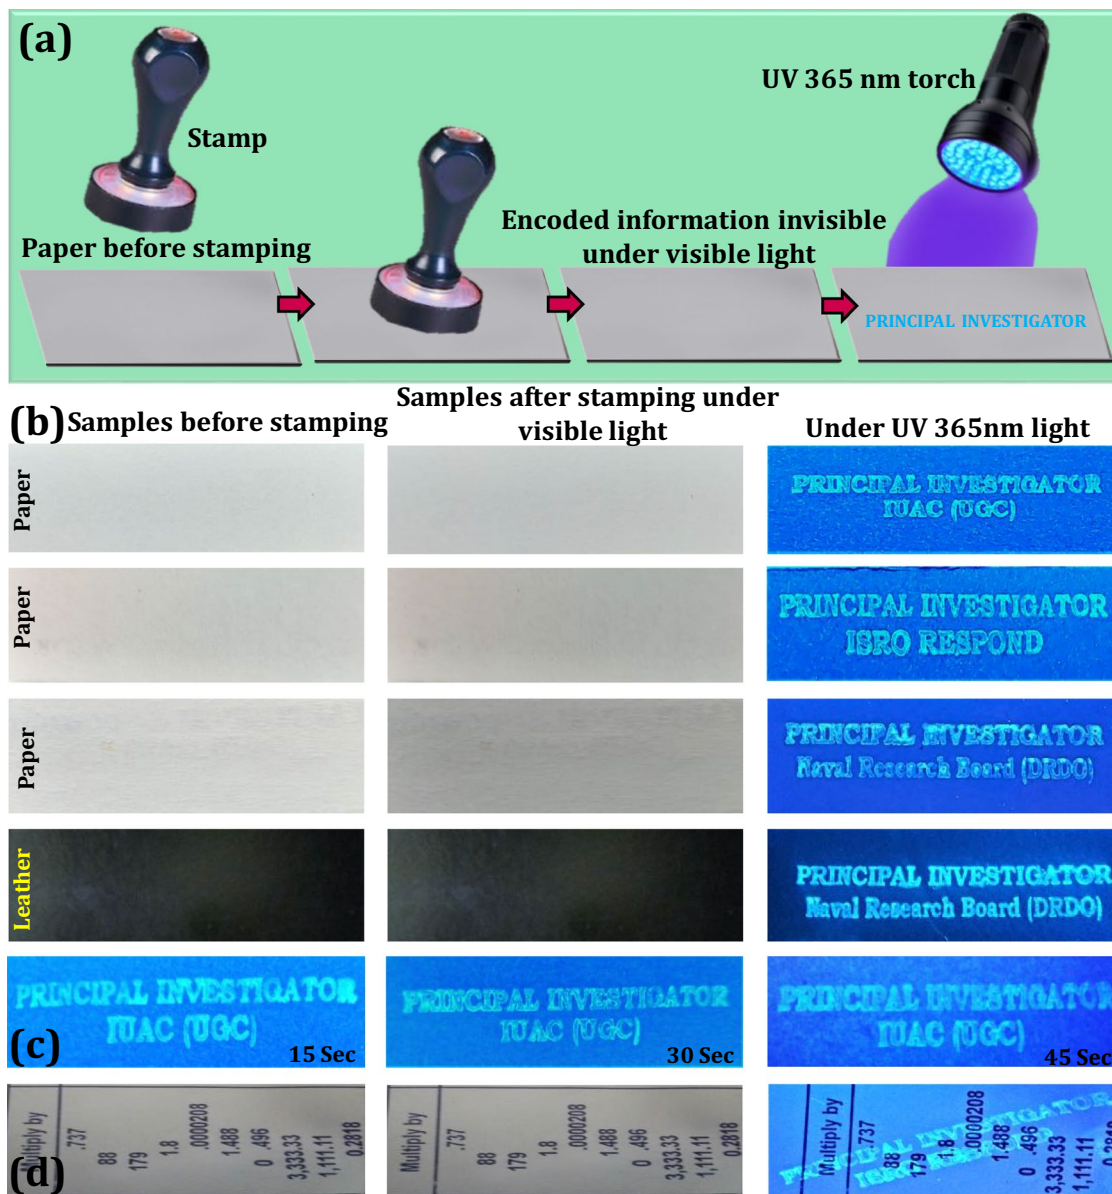 (a)
Stamp
UV 365 nm torch
Paper before stamping
Encoded information invisible
under visible light
PRINCIPAL INVESTIGATOR
(b)
Samples before stamping
Samples after stamping under
visible light
Under UV 365nm light
Paper
PRINCIPAL INVESTIGATOR
IUAC (UGC)
Paper
PRINCIPAL INVESTIGATOR
ISRO RESPOND
Paper
PRINCIPAL INVESTIGATOR
Naval Research Board (DRDO)
Leather
PRINCIPAL INVESTIGATOR
Naval Research Board (DRDO)
(c)
PRINCIPAL INVESTIGATOR
IUAC (UGC)
15 Sec
PRINCIPAL INVESTIGATOR
IUAC (UGC)
30 Sec
PRINCIPAL INVESTIGATOR
IUAC (UGC)
45 Sec
(d)
Multiply by
.737
88
179
1.8
.0000208
1.488
0 .496
3,333.33
1,111.11
0.2818
Multiply by
.737
88
179
1.8
.0000208
1.488
0 .496
3,333.33
1,111.11
0.2818
Multiply by
.737
88
179
1.8
.0000208
1.488
0 .496
3,333.33
1,111.11
0.2818
PRINCIPAL INVESTIGATOR
ISRO RESPOND